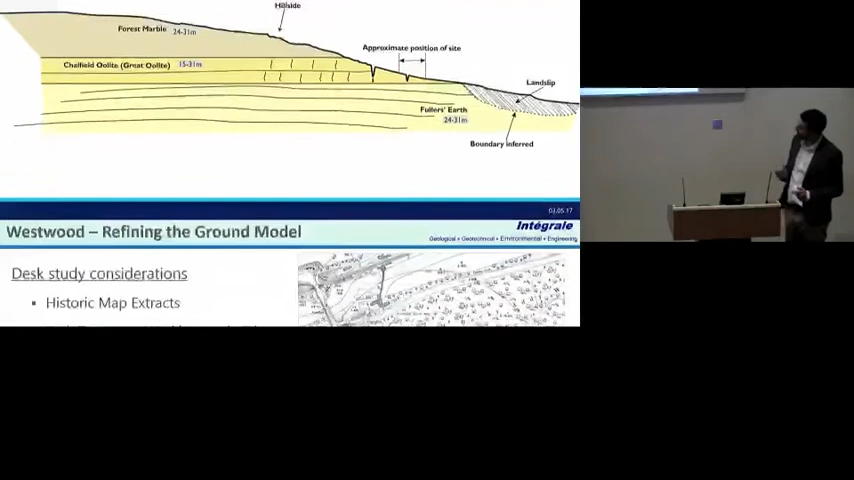 Hillside
Forest Marble 24-31m
Approximate position of site
Chalfield Oolite (Great Oolite) 15-31m
Landslip
Fullers' Earth
24-31m
Boundary inferred
03.05.17
Westwood – Refining the Ground Model
Intégrale
Geological • Geotechnical • Environmental • Engineering
Desk study considerations
▪ Historic Map Extracts